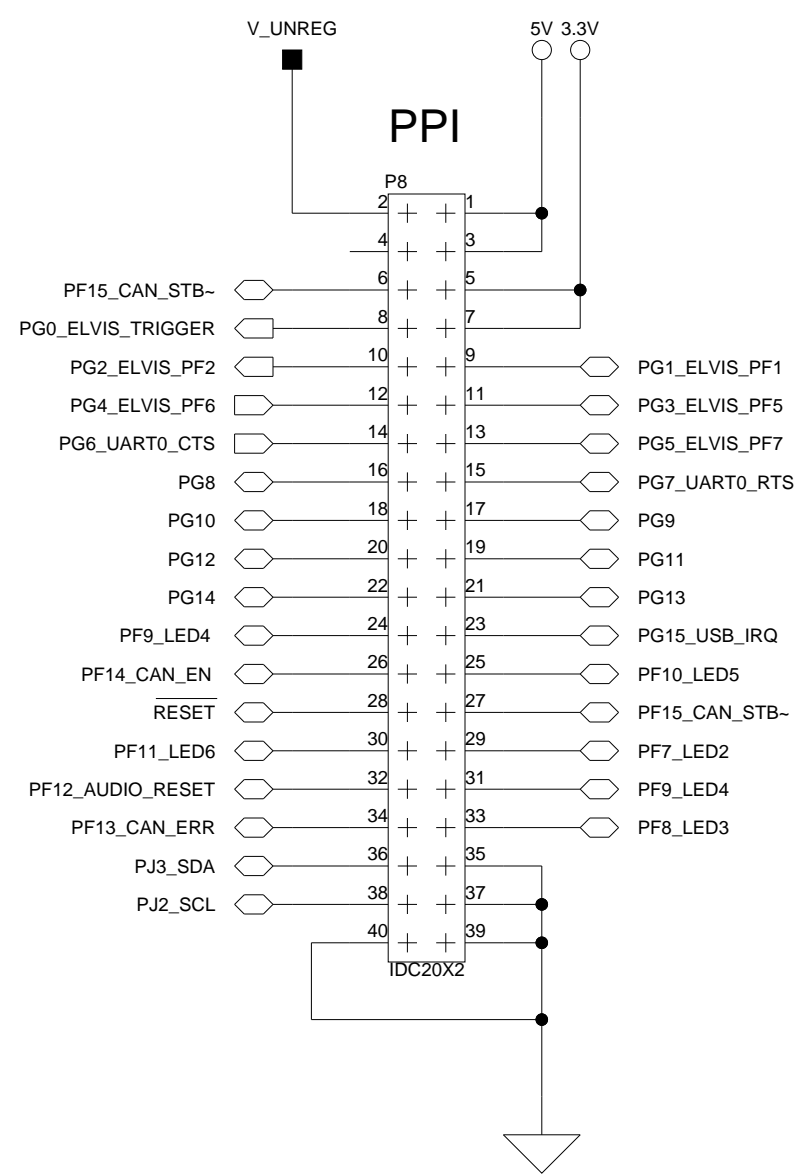 V_UNREG 5V 3.3V
PPI
P8
2 1
4 3
PF15_CAN_STB~ 6 5
PG0_ELVIS_TRIGGER 8 7
PG2_ELVIS_PF2 10 9 PG1_ELVIS_PF1
PG4_ELVIS_PF6 12 11 PG3_ELVIS_PF5
PG6_UART0_CTS 14 13 PG5_ELVIS_PF7
PG8 16 15 PG7_UART0_RTS
PG10 18 17 PG9
PG12 20 19 PG11
PG14 22 21 PG13
PF9_LED4 24 23 PG15_USB_IRQ
PF14_CAN_EN 26 25 PF10_LED5
RESET 28 27 PF15_CAN_STB~
PF11_LED6 30 29 PF7_LED2
PF12_AUDIO_RESET 32 31 PF9_LED4
PF13_CAN_ERR 34 33 PF8_LED3
PJ3_SDA 36 35
PJ2_SCL 38 37
40 39
IDC20X2